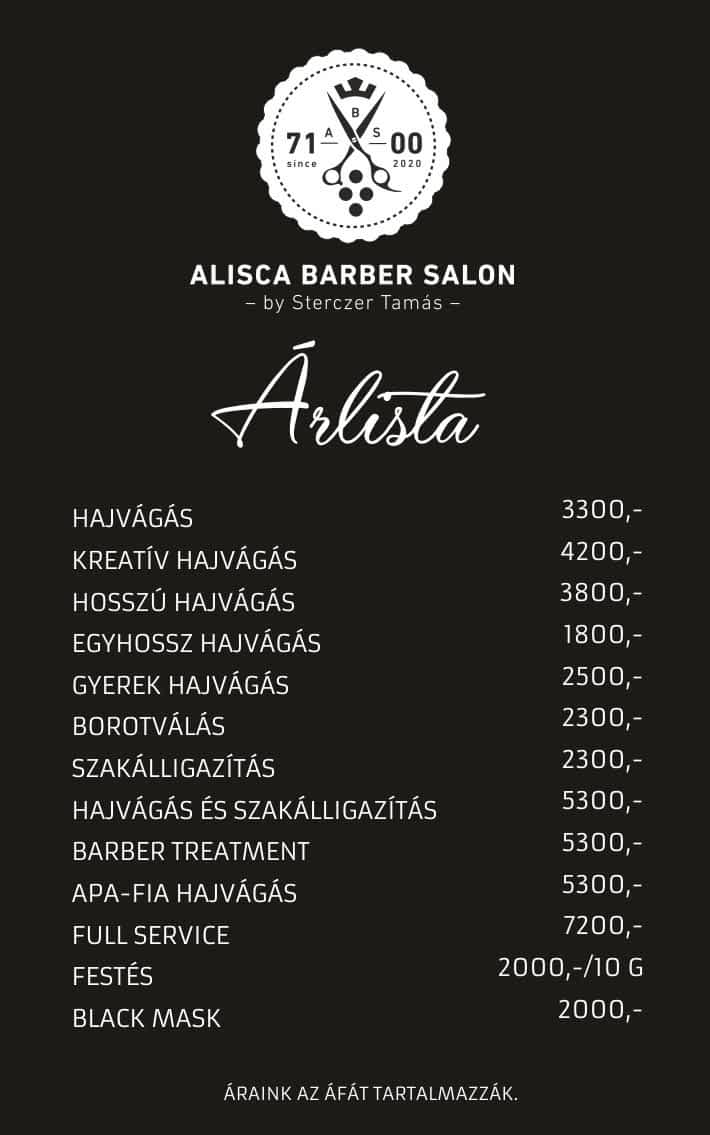 B
71 A S 00
since 2020
ALISCA BARBER SALON
– by Sterczer Tamás –
Árlista
HAJVÁGÁS 3300,-
KREATÍV HAJVÁGÁS 4200,-
HOSSZÚ HAJVÁGÁS 3800,-
EGYHOSSZ HAJVÁGÁS 1800,-
GYEREK HAJVÁGÁS 2500,-
BOROTVÁLÁS 2300,-
SZAKÁLLIGAZÍTÁS 2300,-
HAJVÁGÁS ÉS SZAKÁLLIGAZÍTÁS 5300,-
BARBER TREATMENT 5300,-
APA-FIA HAJVÁGÁS 5300,-
FULL SERVICE 7200,-
FESTÉS 2000,-/10 G
BLACK MASK 2000,-
ÁRAINK AZ ÁFÁT TARTALMAZZÁK.